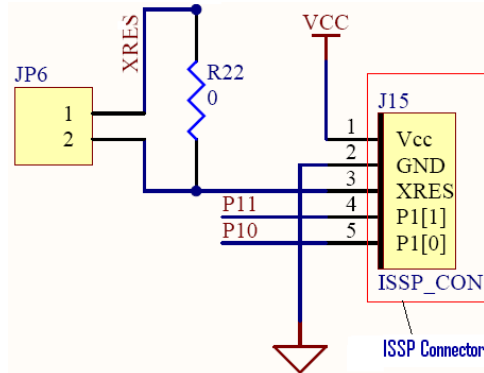 XRES
VCC
JP6
R22
0
J15
1
2
1
2
3
4
5
Vcc
GND
XRES
P1[1]
P1[0]
P11
P10
ISSP_CON
ISSP Connector